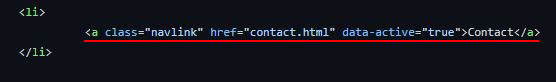 <li>
<a class="navlink" href="contact.html" data-active="true">Contact</a>
</li>